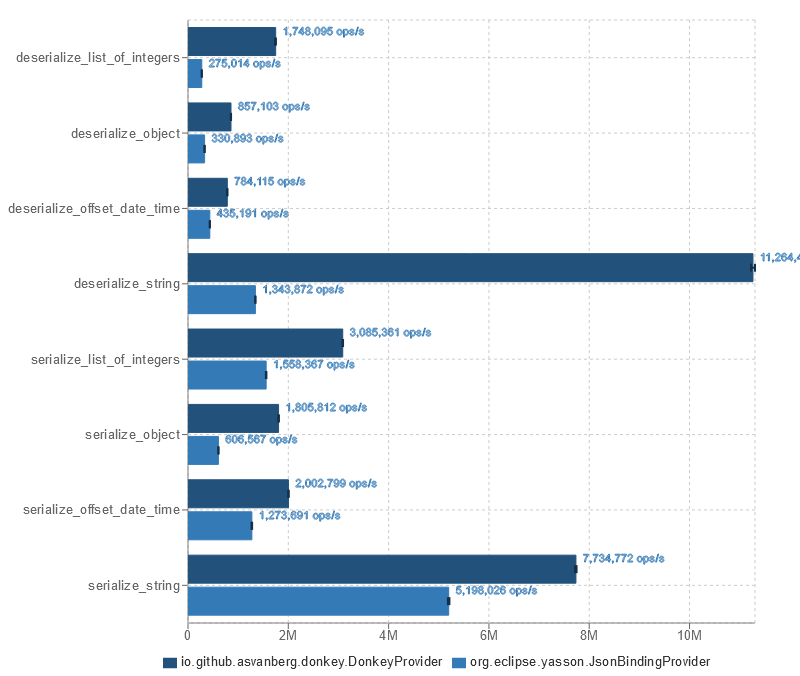 1,748,095 ops/s
deserialize_list_of_integers
275,014 ops/s
857,103 ops/s
deserialize_object
330,893 ops/s
784,115 ops/s
deserialize_offset_date_time
435,191 ops/s
11,264,4
deserialize_string
1,343,872 ops/s
3,085,361 ops/s
serialize_list_of_integers
1,558,367 ops/s
1,805,812 ops/s
serialize_object
606,567 ops/s
2,002,799 ops/s
serialize_offset_date_time
1,273,691 ops/s
7,734,772 ops/s
serialize_string
5,198,026 ops/s
0 2M 4M 6M 8M 10M
io.github.asvanberg.donkey.DonkeyProvider org.eclipse.yasson.JsonBindingProvider